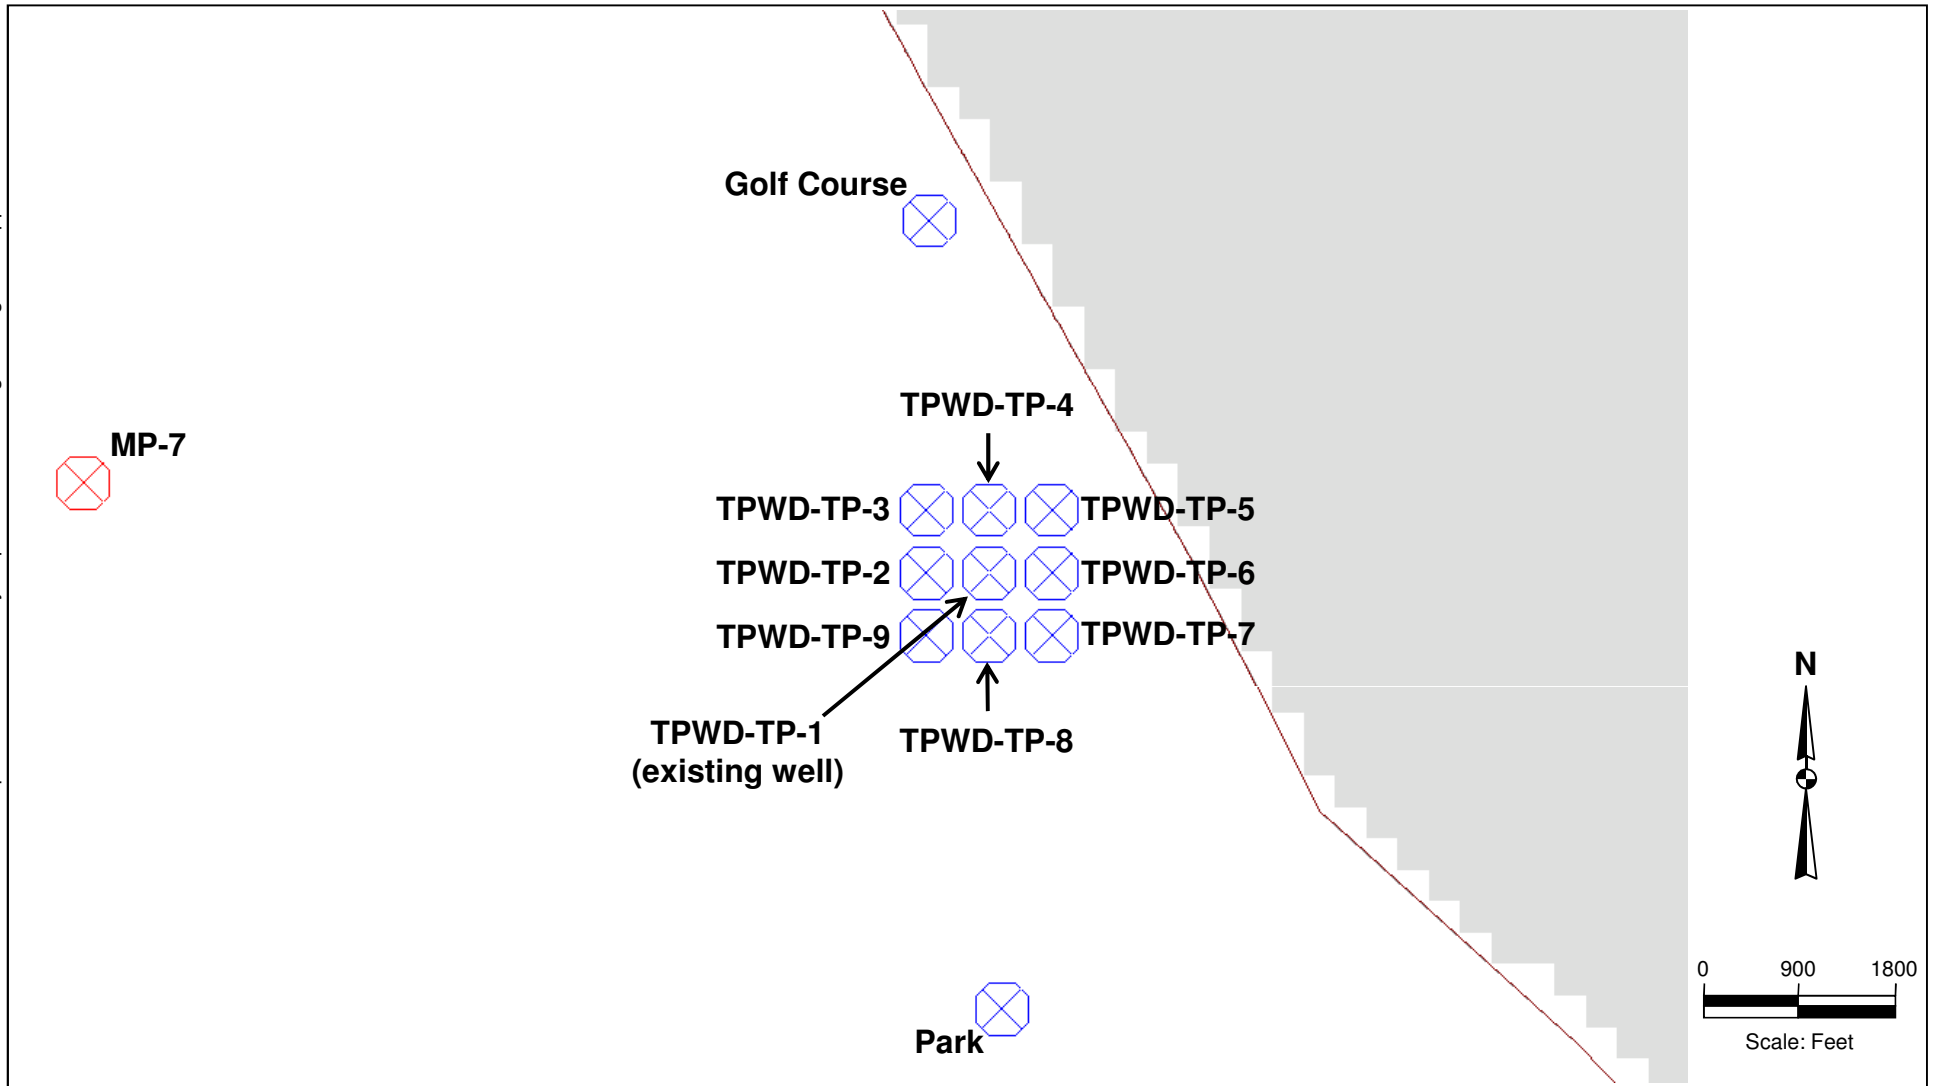 Golf Course
TPWD-TP-4
MP-7
TPWD-TP-3
TPWD-TP-5
TPWD-TP-2
TPWD-TP-6
TPWD-TP-9
TPWD-TP-7
TPWD-TP-1
(existing well)
TPWD-TP-8
Park
N
0 900 1800
Scale: Feet